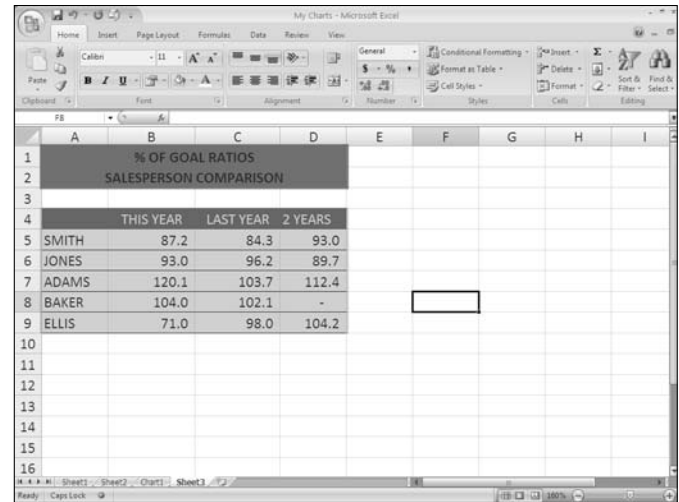 My Charts - Microsoft Excel
Home Insert Page Layout Formulas Data Review View
Paste
Calibri 11 A A
B I U A
General
$ % ,
Conditional Formatting
Format as Table
Cell Styles
Insert
Delete
Format
Σ
Sort & Filter
Find & Select
Clipboard Font Alignment Number Styles Cells Editing
F8 fx
A B C D E F G H I
1 % OF GOAL RATIOS
2 SALESPERSON COMPARISON
3
4 THIS YEAR LAST YEAR 2 YEARS
5 SMITH 87.2 84.3 93.0
6 JONES 93.0 96.2 89.7
7 ADAMS 120.1 103.7 112.4
8 BAKER 104.0 102.1 -
9 ELLIS 71.0 98.0 104.2
10
11
12
13
14
15
16
Sheet1 Sheet2 Chart1 Sheet3
Ready Caps Lock 160%